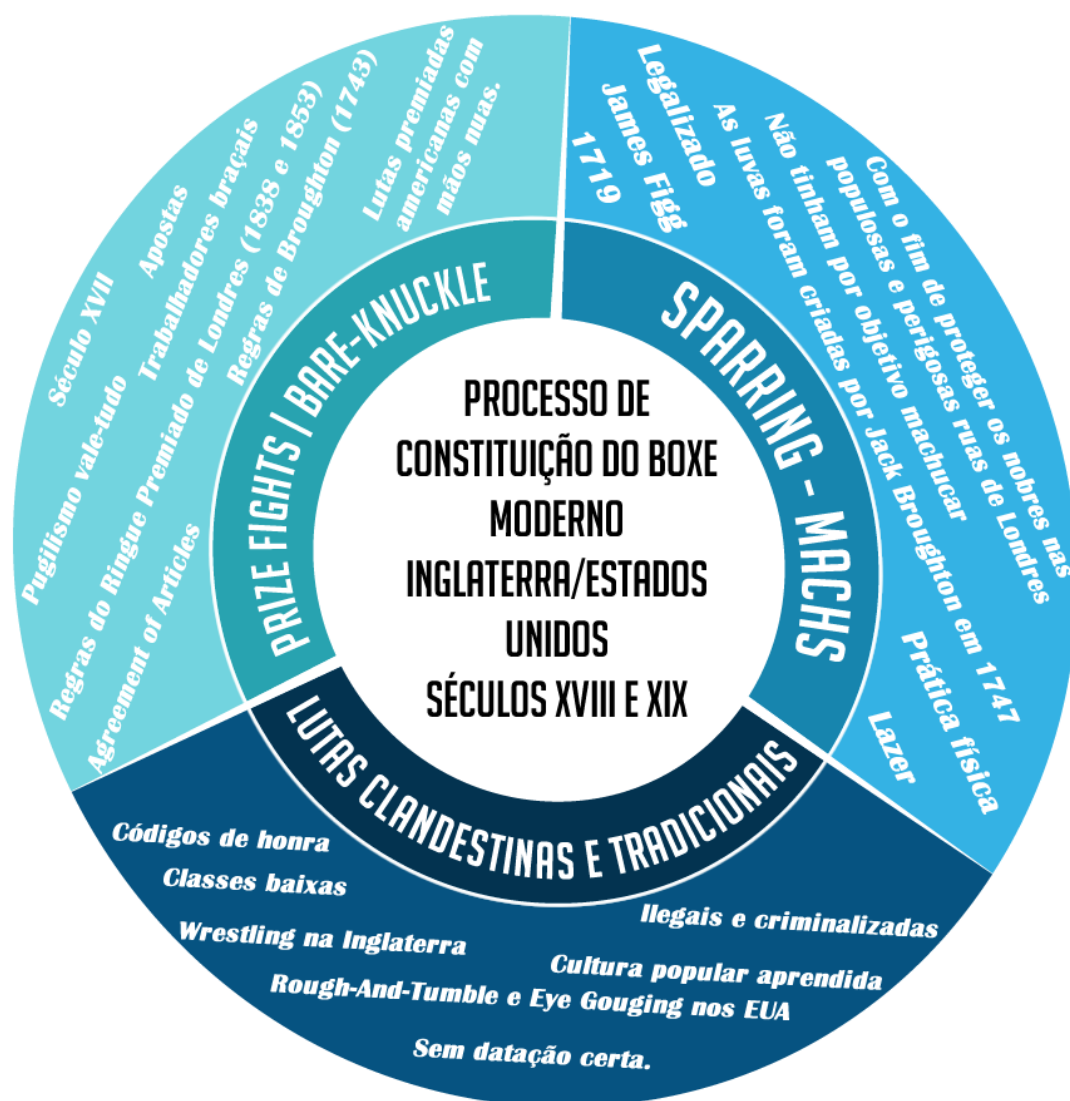 PROCESSO DE
CONSTITUIÇÃO DO BOXE
MODERNO
INGLATERRA/ESTADOS
UNIDOS
SÉCULOS XVIII E XIX
PRIZE FIGHTS | BARE-KNUCKLE
Século XVII
Apostas
Pugilismo vale-tudo
Trabalhadores braçais
Regras do Ringue Premiado de Londres (1838 e 1853)
Regras de Broughton (1743)
Agreement of Articles
Lutas premiadas
americanas com
mãos nuas.
SPARRING - MACHS
1719
James Figg
Legalizado
As luvas foram criadas por Jack Broughton em 1747
Não tinham por objetivo machucar
Com o fim de proteger os nobres nas
populosas e perigosas ruas de Londres
Prática física
Lazer
LUTAS CLANDESTINAS E TRADICIONAIS
Códigos de honra
Classes baixas
Wrestling na Inglaterra
Ilegais e criminalizadas
Cultura popular aprendida
Rough-And-Tumble e Eye Gouging nos EUA
Sem datação certa.